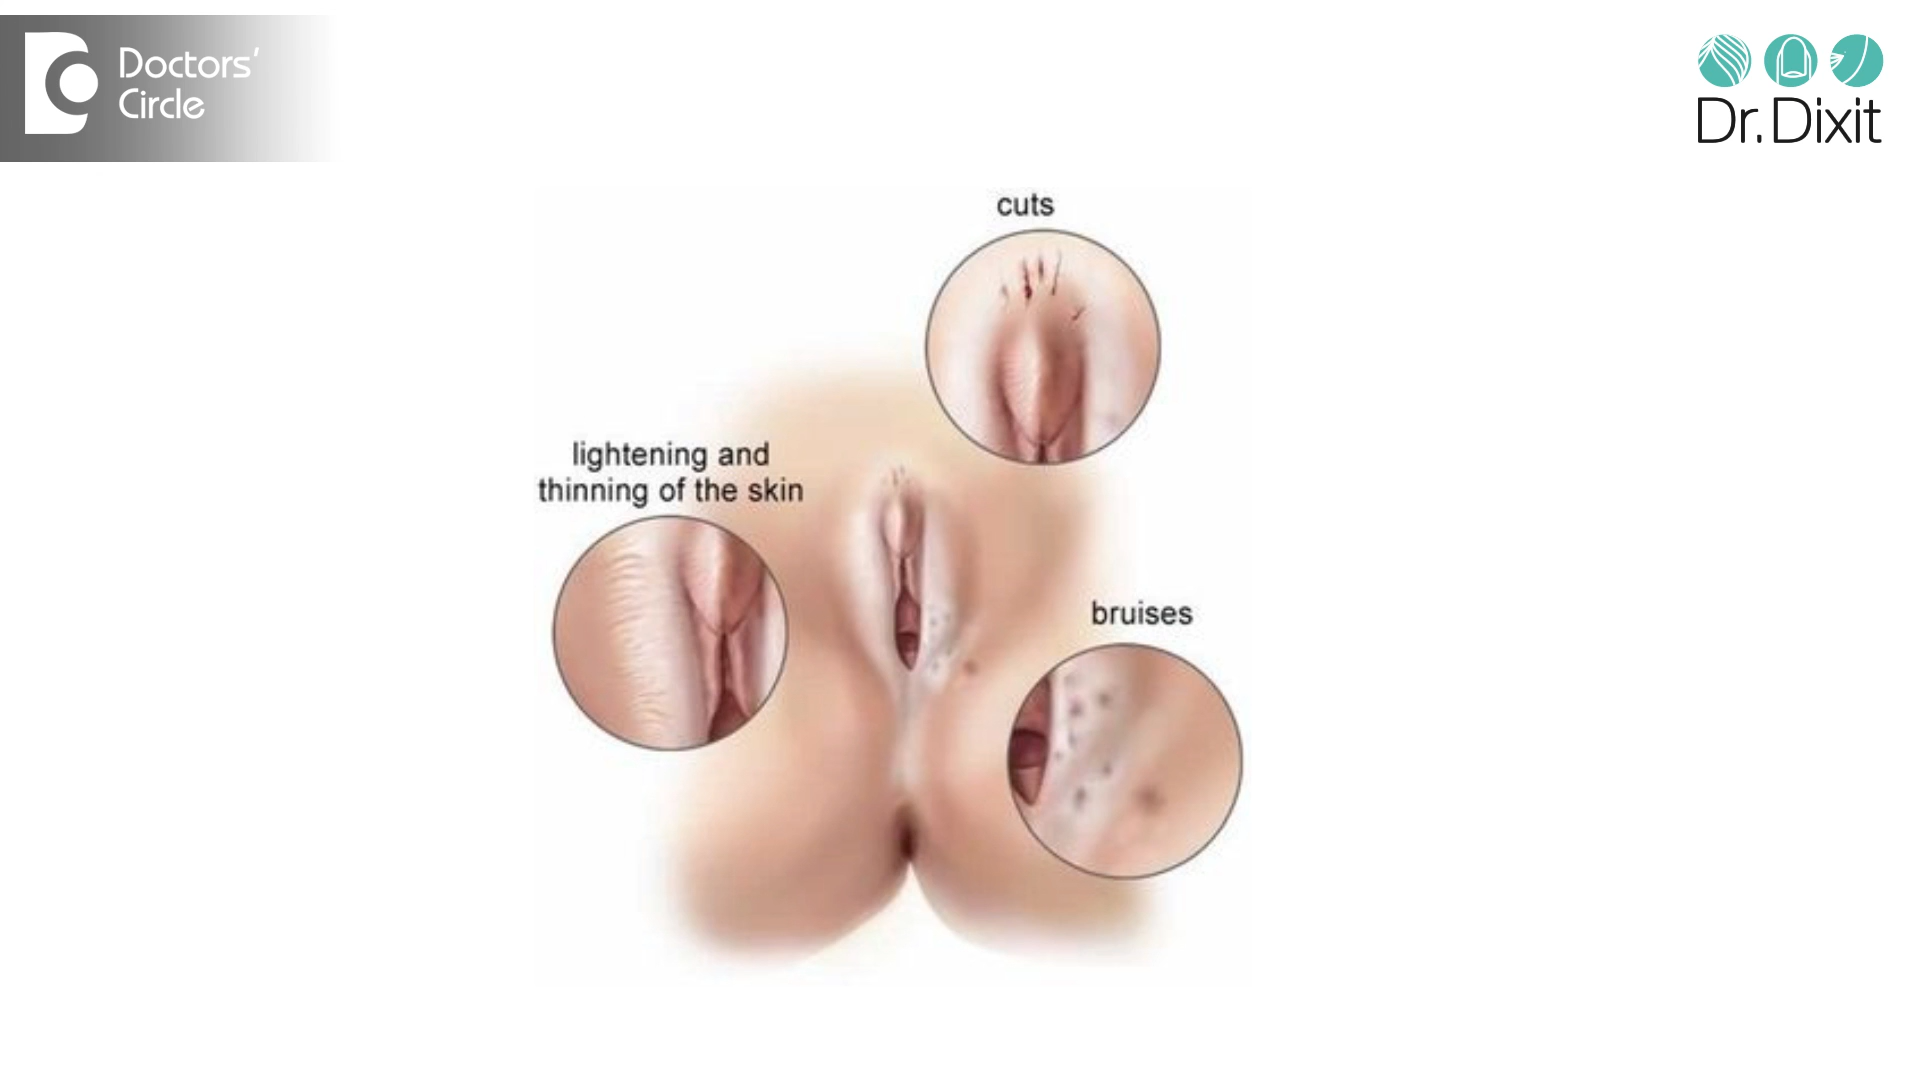 Doctors'
Circle
Dr.Dixit
cuts
lightening and
thinning of the skin
bruises